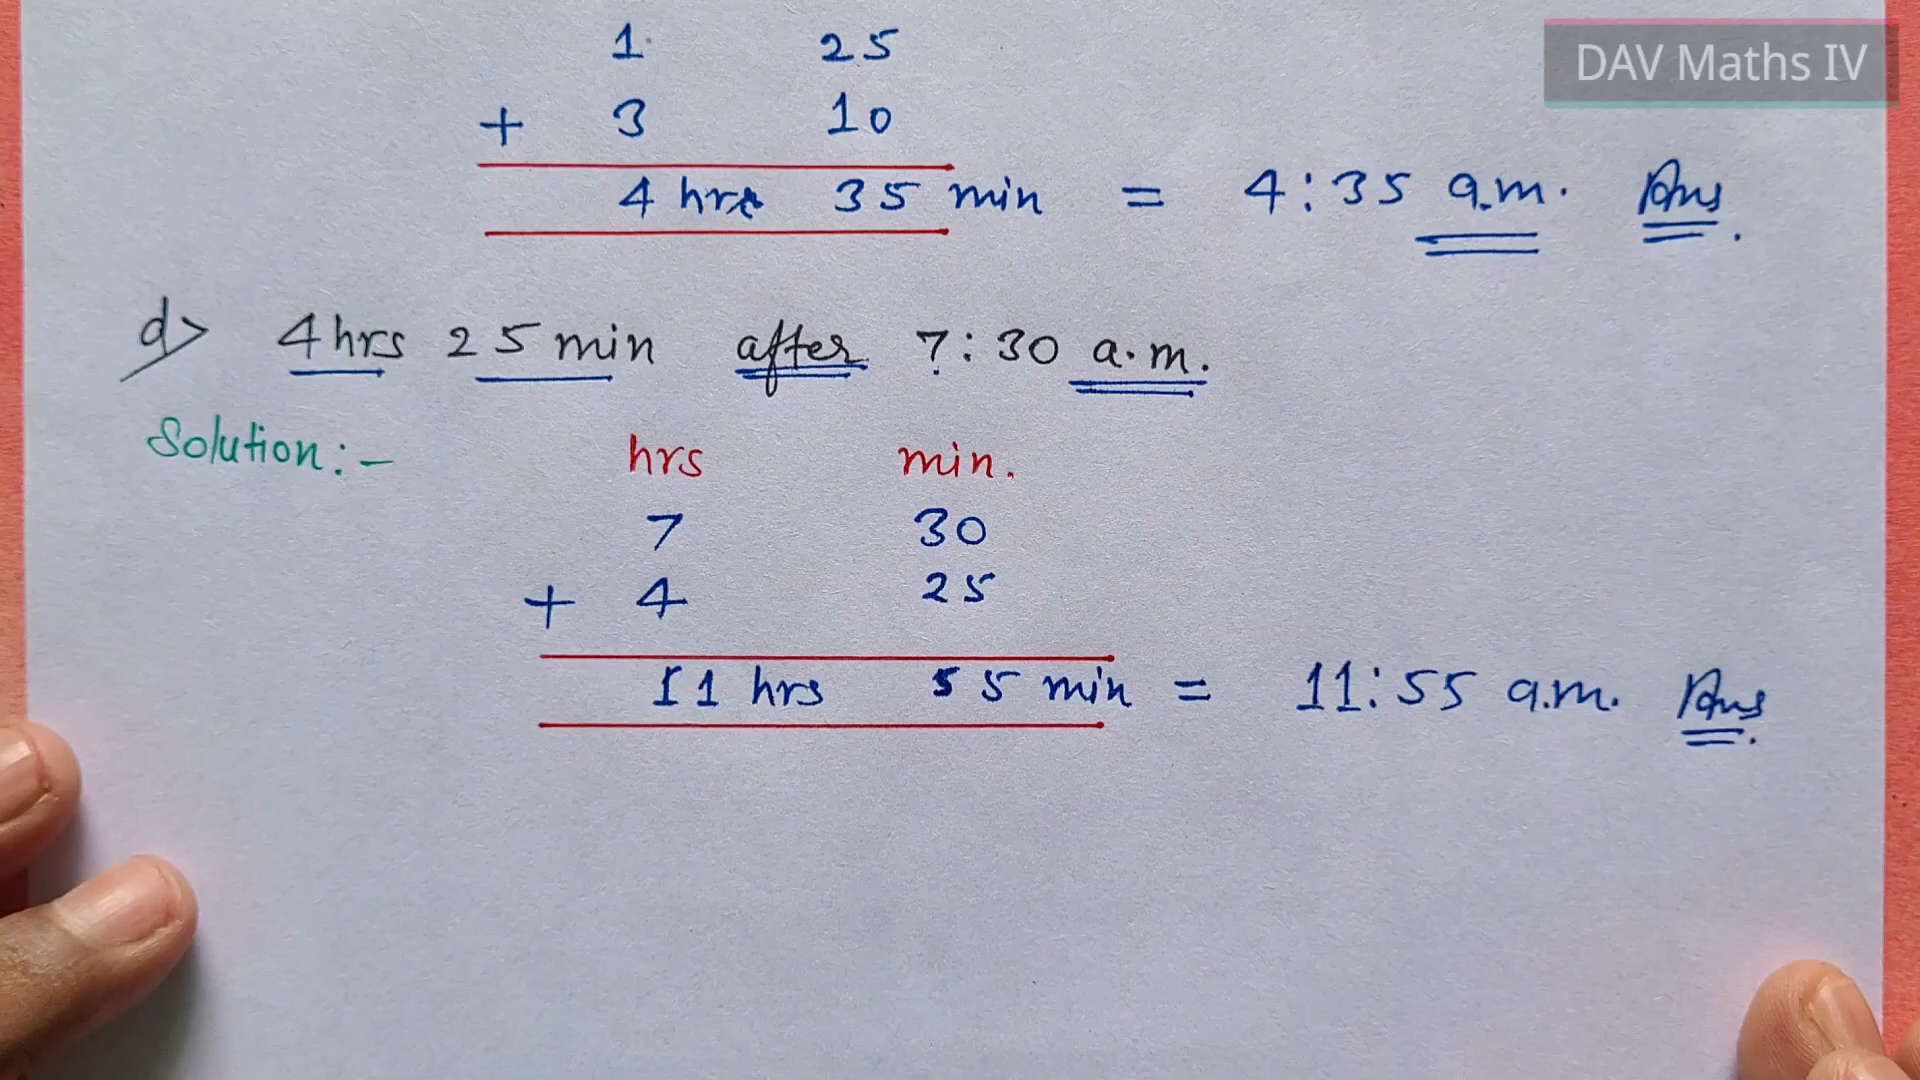 DAV Maths IV
1 25
+ 3 10
4 hrs 35 min = 4:35 a.m. Ans.
d> 4 hrs 25 min after 7:30 a.m.
Solution:-
hrs min.
7 30
+ 4 25
11 hrs 55 min = 11:55 a.m. Ans.